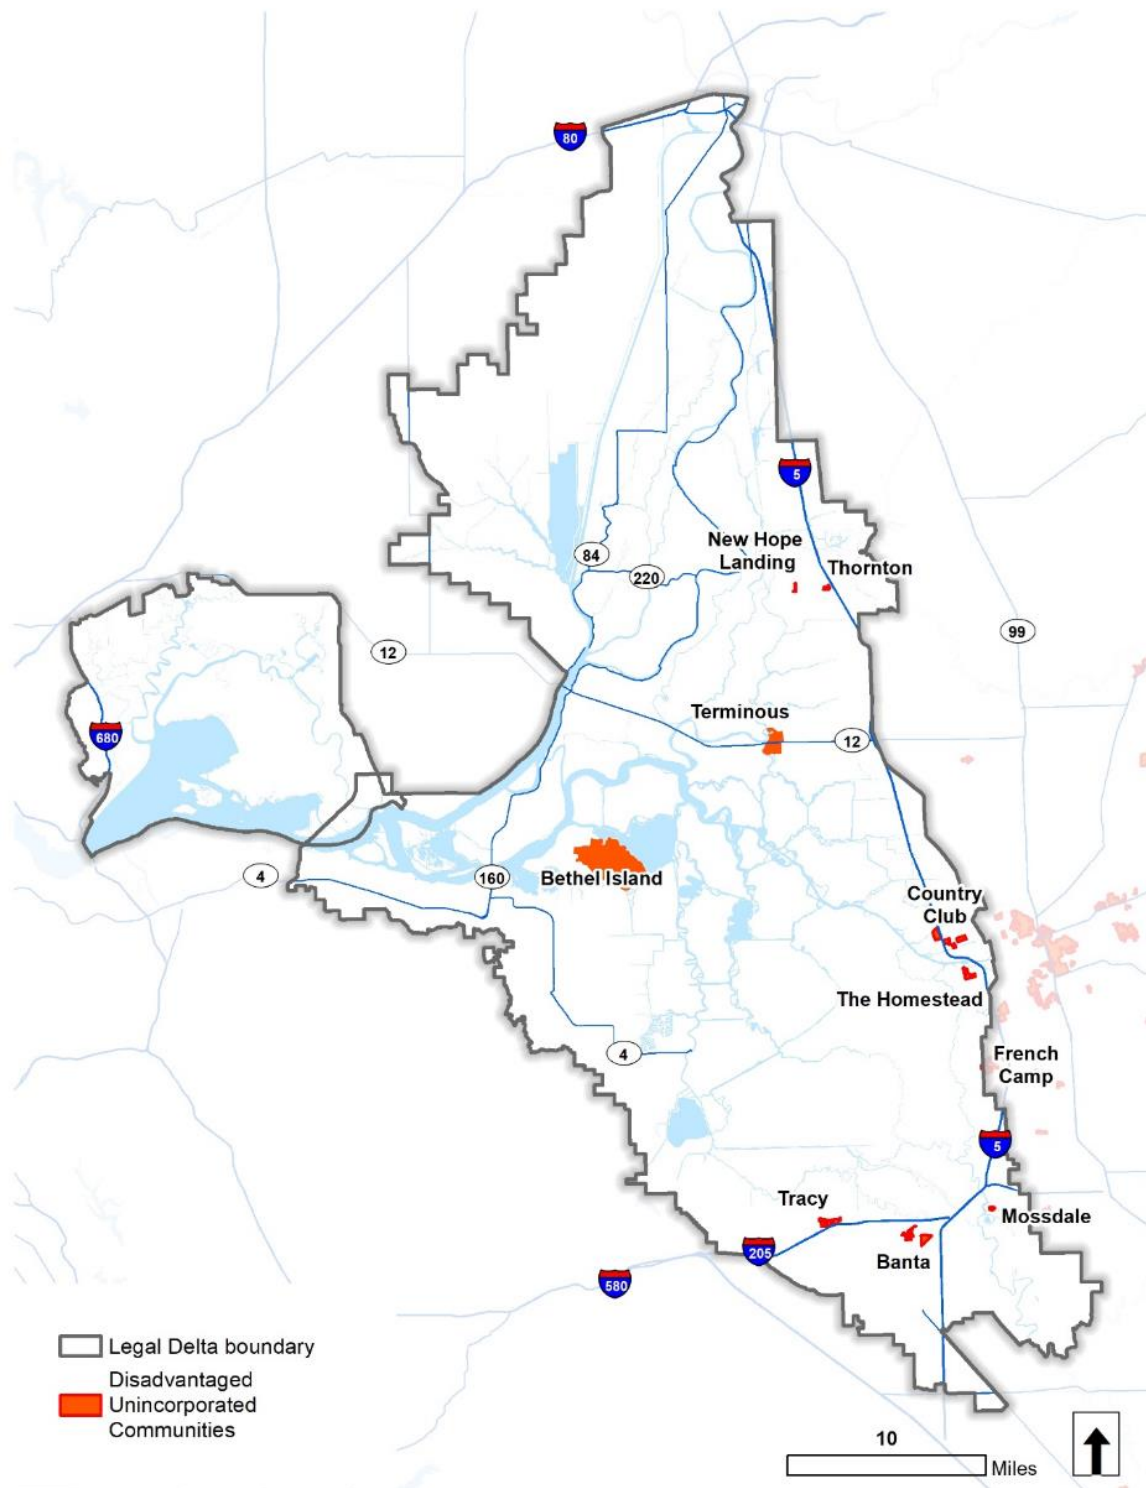 80
5
New Hope
Landing
Thornton
84
220
99
12
680
Terminous
12
Bethel Island
4
160
Country
Club
The Homestead
4
French
Camp
5
Tracy
Mossdale
205
Banta
580
Legal Delta boundary
Disadvantaged
Unincorporated
Communities
10
Miles